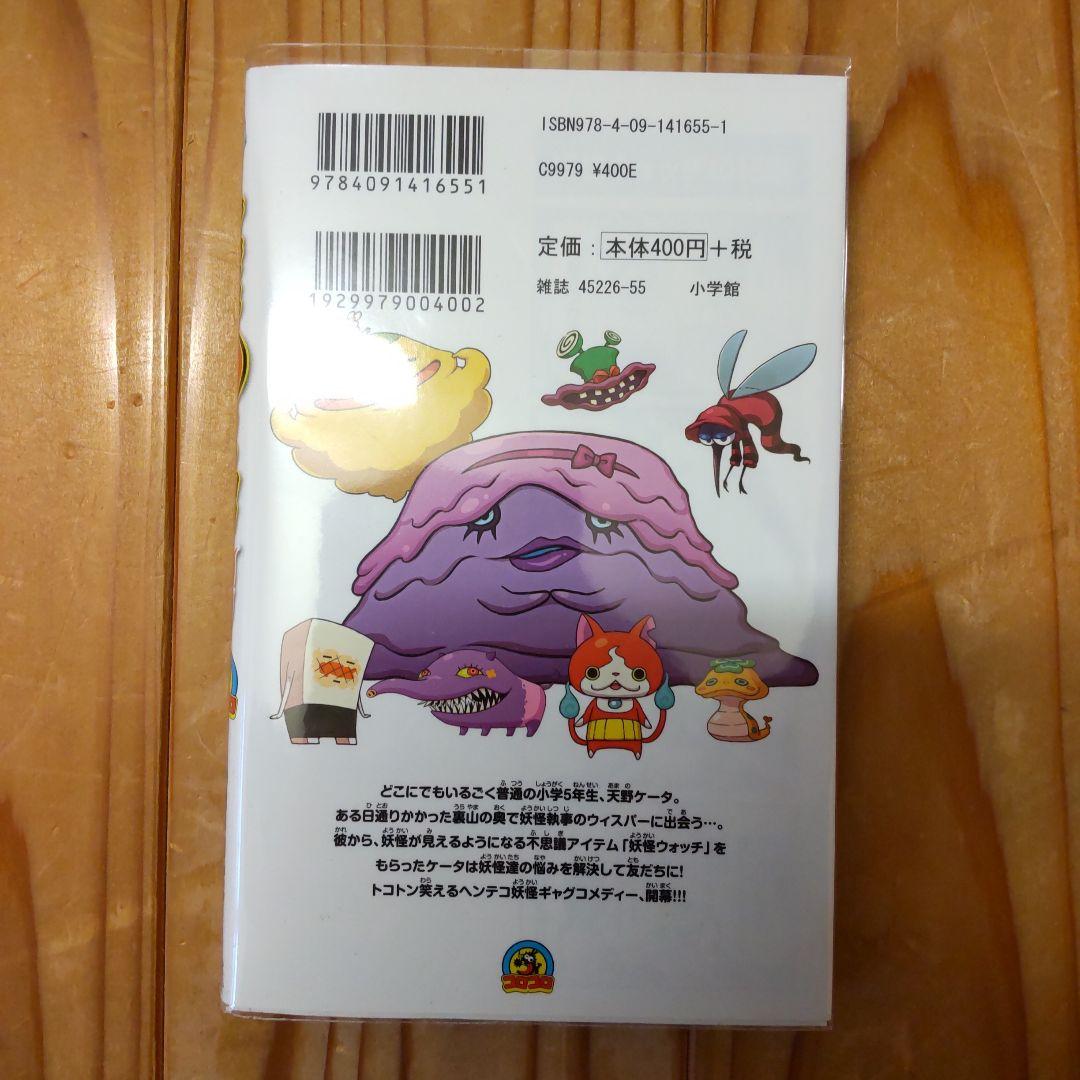 9784091416551
ISBN978-4-09-141655-1
C9979 ¥400E
1929979004002
定価：本体400円＋税
雑誌 45226-55 小学館
どこにでもいるごく普通の小学5年生、天野ケータ。
ある日通りかかった裏山の奥で妖怪執事のウィスパーに出会う…。
彼から、妖怪が見えるようになる不思議アイテム「妖怪ウォッチ」を
もらったケータは妖怪達の悩みを解決して友だちに!
トコトン笑えるヘンテコ妖怪ギャグコメディー、開幕!!!
コロコロ